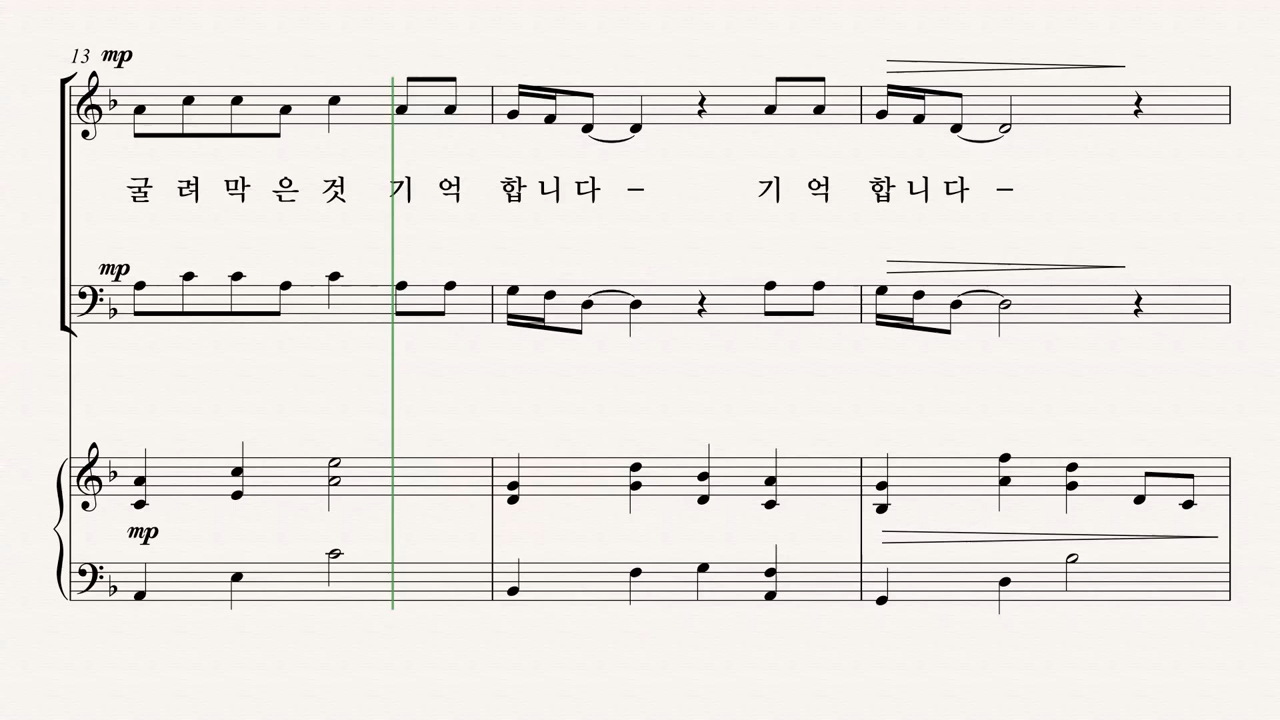 13 mp
굴 려 막 은 것 기 억 합 니 다 – 기 억 합 니 다 –
mp
mp